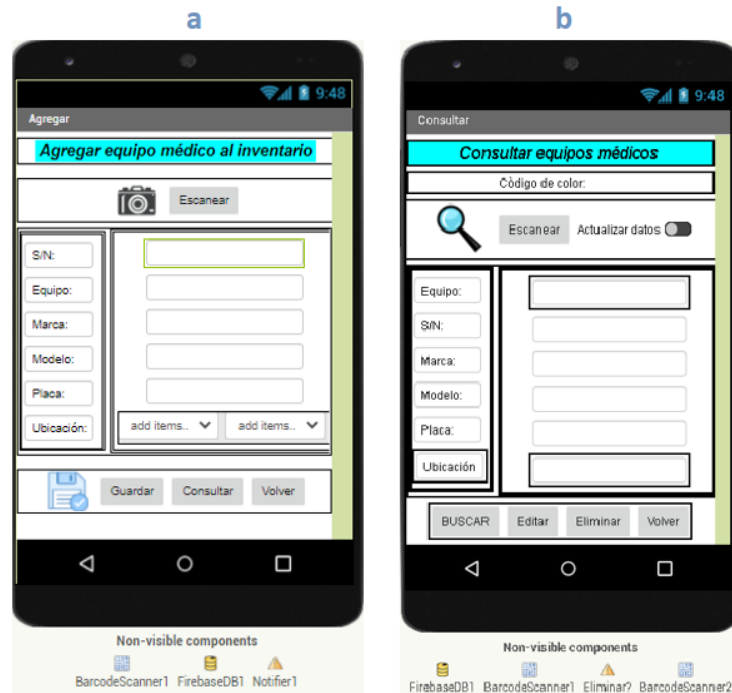 a
9:48
Agregar
Agregar equipo médico al inventario
Escanear
S/N:
Equipo:
Marca:
Modelo:
Placa:
Ubicación:
add items..
add items..
Guardar
Consultar
Volver
Non-visible components
BarcodeScanner1
FirebaseDB1
Notifier1
b
9:48
Consultar
Consultar equipos médicos
Còdigo de color:
Escanear
Actualizar datos
Equipo:
S/N:
Marca:
Modelo:
Placa:
Ubicación
BUSCAR
Editar
Eliminar
Volver
Non-visible components
FirebaseDB1
BarcodeScanner1
Eliminar?
BarcodeScanner2